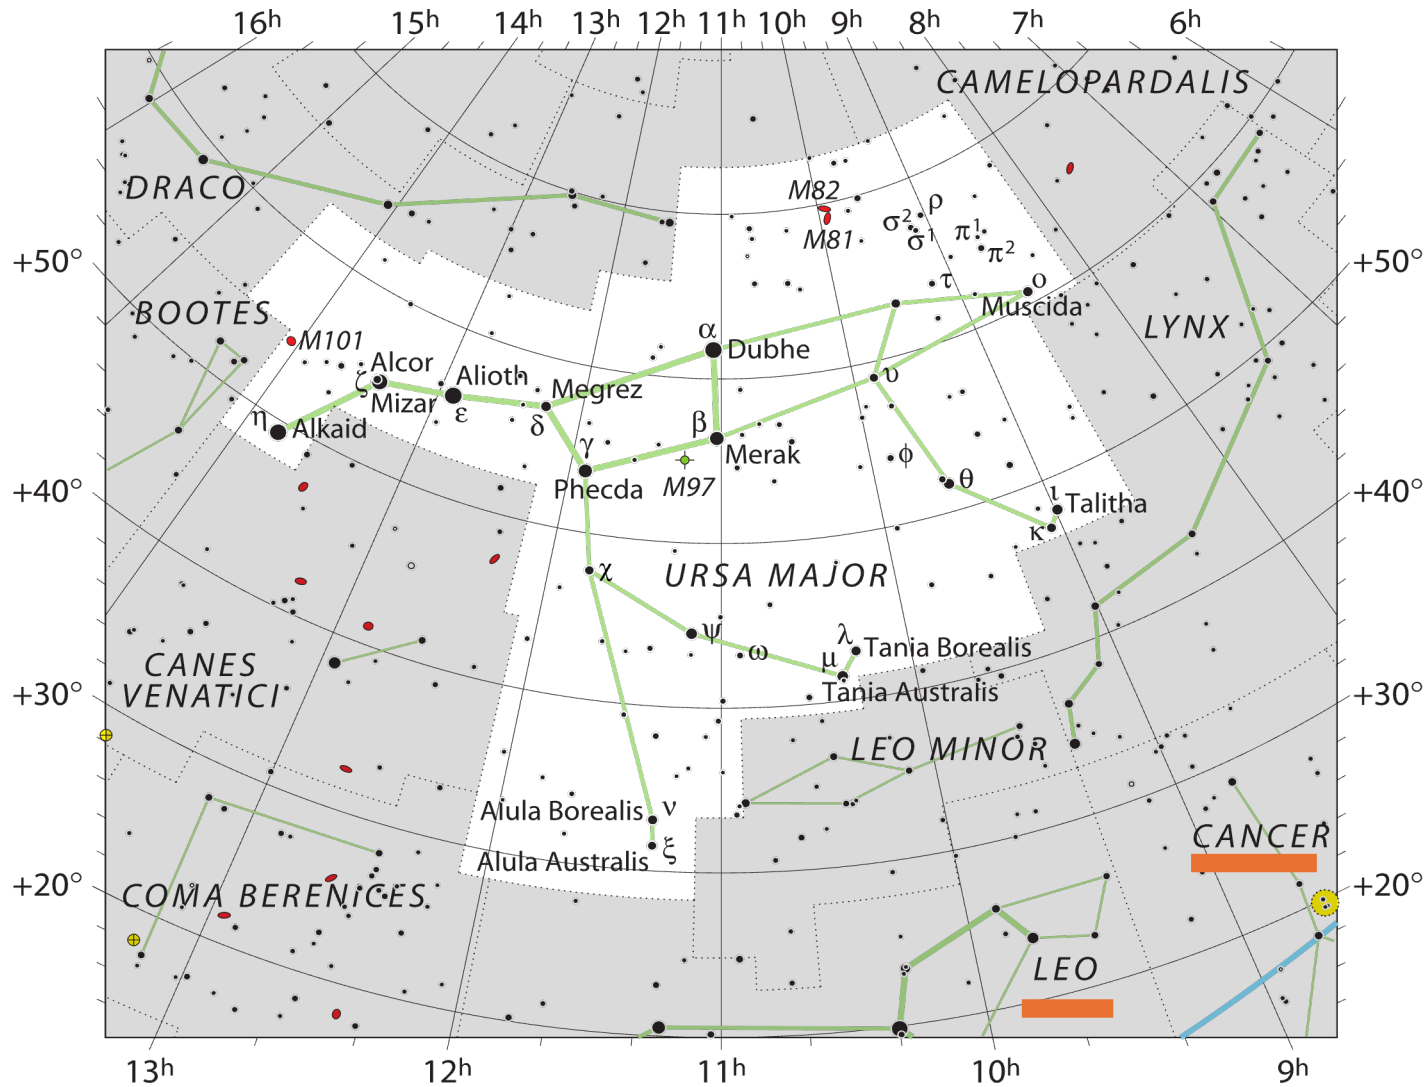 16h 15h 14h 13h 12h 11h 10h 9h 8h 7h 6h
CAMELOPARDALIS
DRACO
M82
ρ
σ² σ¹
π¹
M81
π²
+50° +50°
τ
ο
BOOTES
Muscida
LYNX
α
M101
Dubhe
Alcor
ζ
Alioth
υ
Mizar
ε
Megrez
η
Alkaid
δ
β
γ
Merak
φ
Phecda
M97
θ
+40° +40°
ι
Talitha
κ
χ
URSA MAJOR
ψ
λ
ω
μ
Tania Borealis
CANES
VENATICI
+30° +30°
Tania Australis
LEO MINOR
Alula Borealis
ν
CANCER
ξ
Alula Australis
+20° +20°
COMA BERENICES
LEO
13h 12h 11h 10h 9h